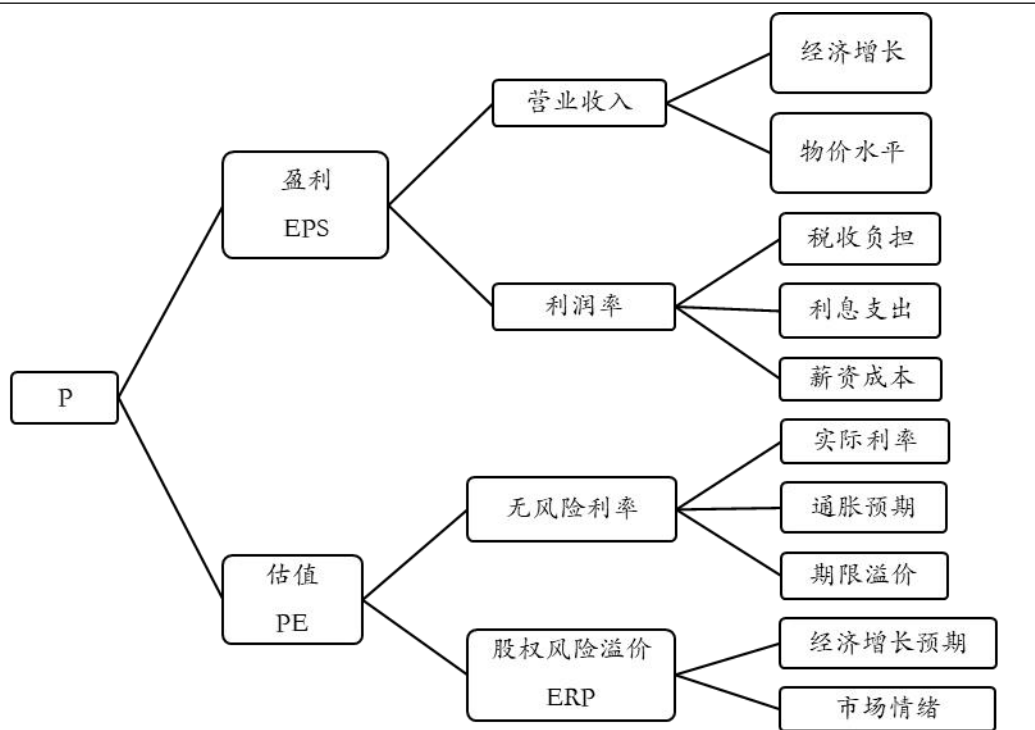 经济增长
营业收入
物价水平
盈利
EPS
税收负担
利润率
利息支出
薪资成本
P
实际利率
无风险利率
通胀预期
期限溢价
估值
PE
股权风险溢价
ERP
经济增长预期
市场情绪